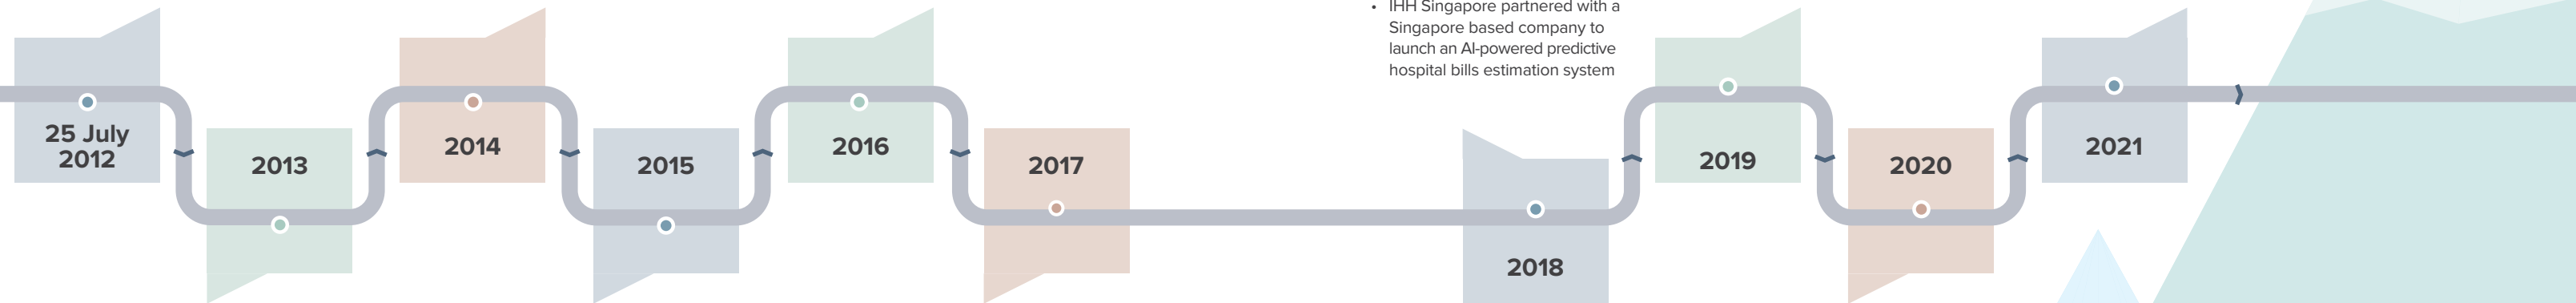 • IHH Singapore partnered with a
Singapore based company to
launch an AI-powered predictive
hospital bills estimation system
25 July
2012
2013
2014
2015
2016
2017
2018
2019
2020
2021